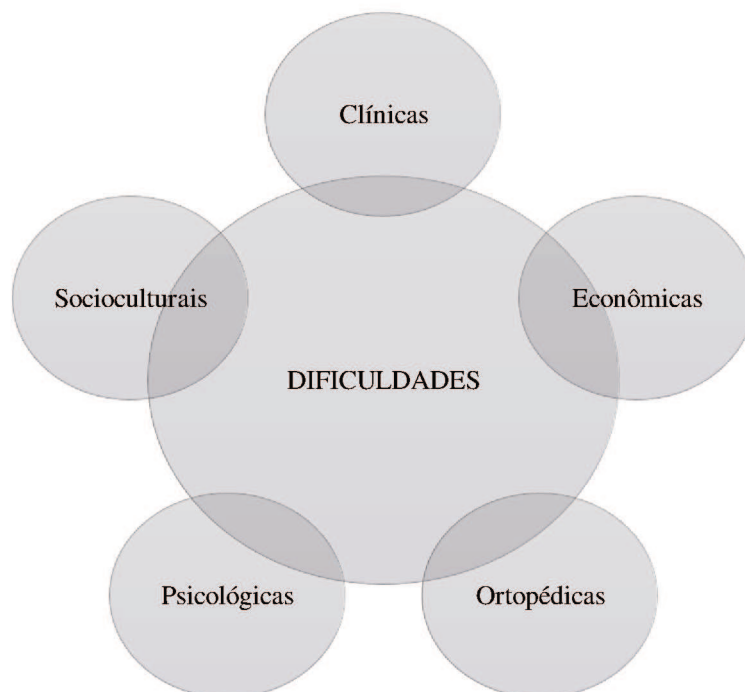 Clínicas
Socioculturais
Econômicas
DIFICULDADES
Psicológicas
Ortopédicas